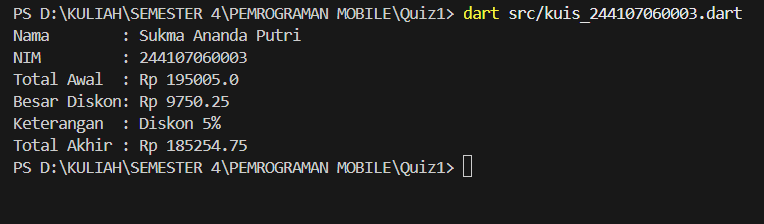 PS D:\KULIAH\SEMESTER 4\PEMROGRAMAN MOBILE\Quiz1> dart src/kuis_244107060003.dart
Nama        : Sukma Ananda Putri
NIM         : 244107060003
Total Awal  : Rp 195005.0
Besar Diskon: Rp 9750.25
Keterangan  : Diskon 5%
Total Akhir : Rp 185254.75
PS D:\KULIAH\SEMESTER 4\PEMROGRAMAN MOBILE\Quiz1>